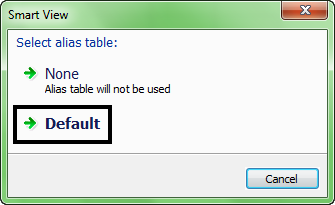 Smart View
Select alias table:
None
Alias table will not be used
Default
Cancel